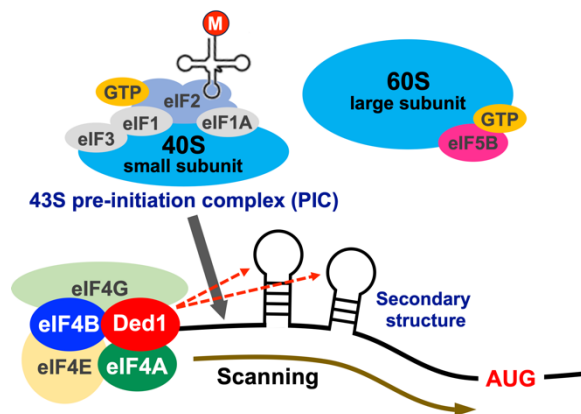 M
GTP
eIF2
eIF1
eIF1A
eIF3
40S
small subunit
60S
large subunit
GTP
eIF5B
43S pre-initiation complex (PIC)
eIF4G
eIF4B
Ded1
eIF4E
eIF4A
Secondary
structure
Scanning
AUG